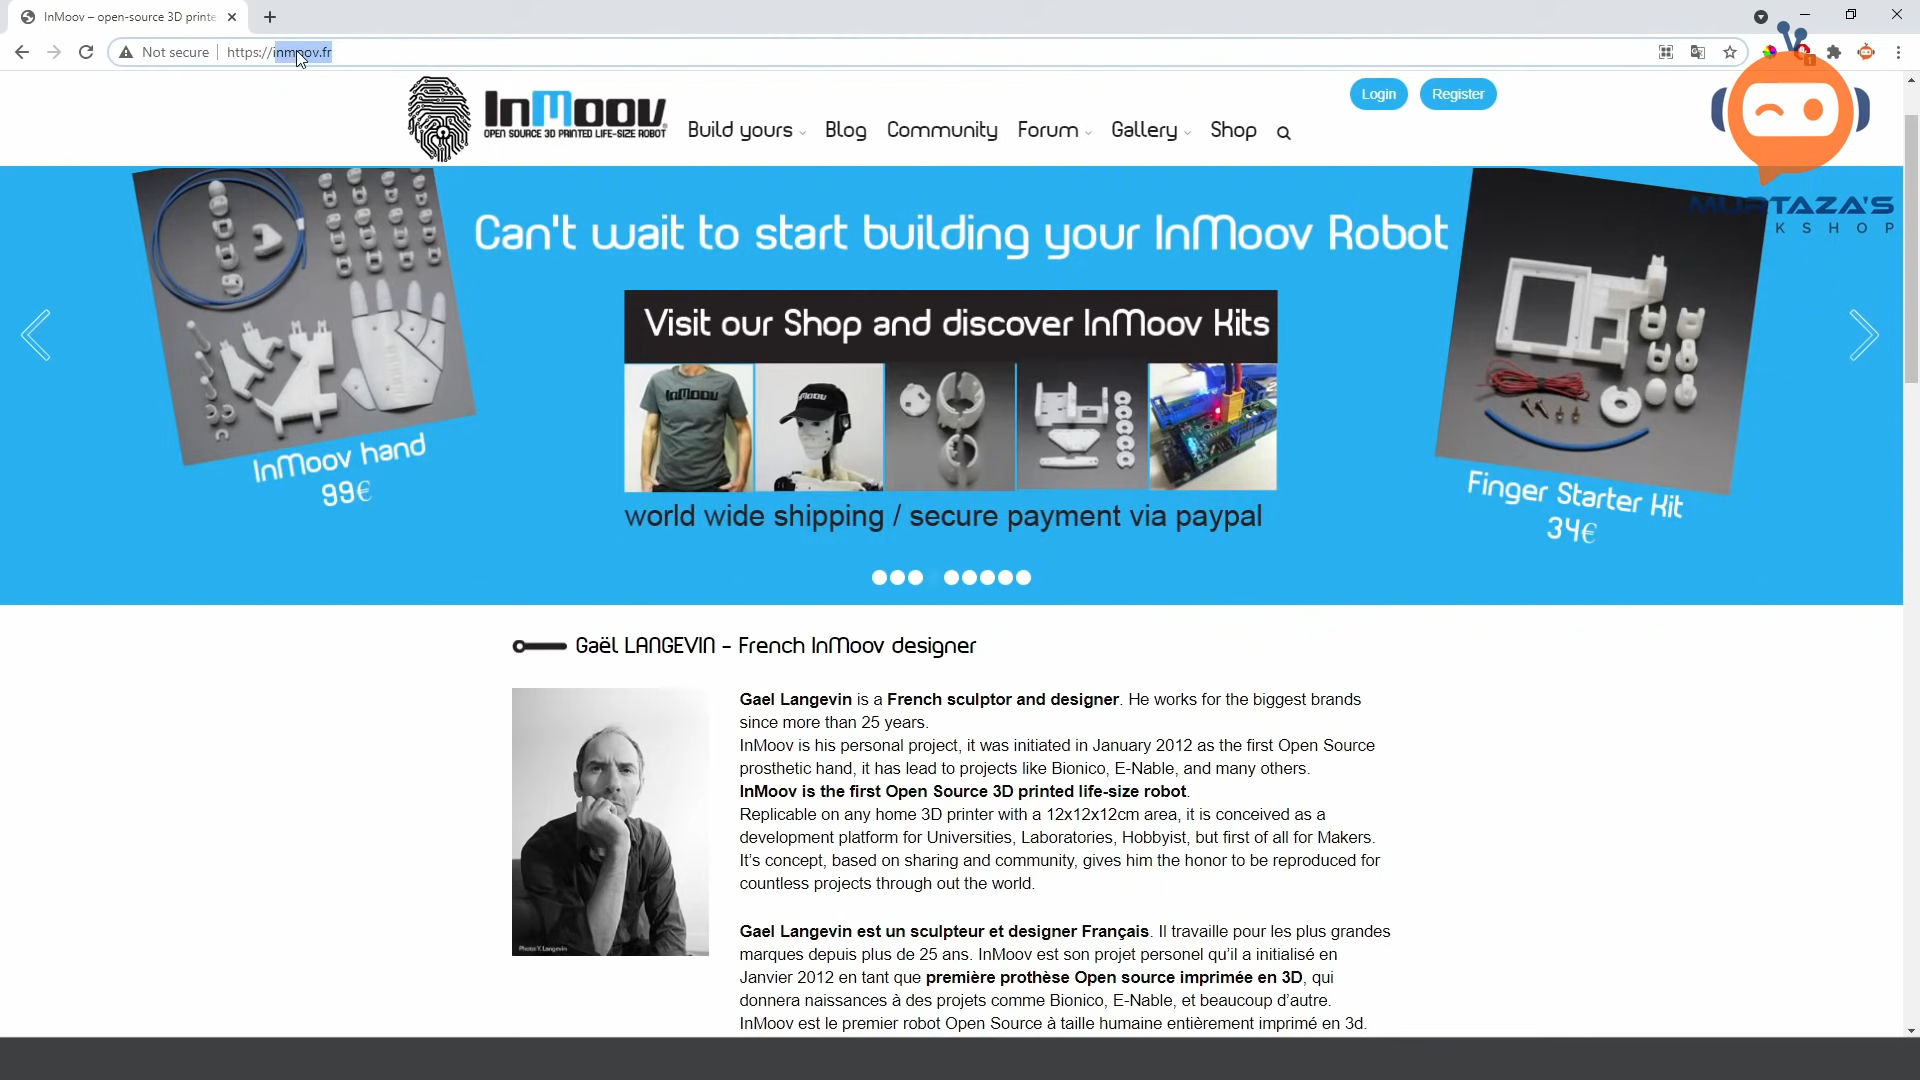 InMoov – open-source 3D printe
Not secure
https://inmoov.fr
1
InMoov
OPEN SOURCE 3D PRINTED LIFE-SIZE ROBOT
Build yours
Blog
Community
Forum
Gallery
Shop
Login
Register
Can't wait to start building your InMoov Robot
Visit our Shop and discover InMoov Kits
InMoov
InMoov
world wide shipping / secure payment via paypal
InMoov hand
99€
Finger Starter Kit
34€
MURTAZA'S
KSHOP
Gaël LANGEVIN - French InMoov designer
Photo Y. Langevin
Gael Langevin is a French sculptor and designer. He works for the biggest brands
since more than 25 years.
InMoov is his personal project, it was initiated in January 2012 as the first Open Source
prosthetic hand, it has lead to projects like Bionico, E-Nable, and many others.
InMoov is the first Open Source 3D printed life-size robot.
Replicable on any home 3D printer with a 12x12x12cm area, it is conceived as a
development platform for Universities, Laboratories, Hobbyist, but first of all for Makers.
It's concept, based on sharing and community, gives him the honor to be reproduced for
countless projects through out the world.
Gael Langevin est un sculpteur et designer Français. Il travaille pour les plus grandes
marques depuis plus de 25 ans. InMoov est son projet personel qu'il a initialisé en
Janvier 2012 en tant que première prothèse Open source imprimée en 3D, qui
donnera naissances à des projets comme Bionico, E-Nable, et beaucoup d'autre.
InMoov est le premier robot Open Source à taille humaine entièrement imprimé en 3d.